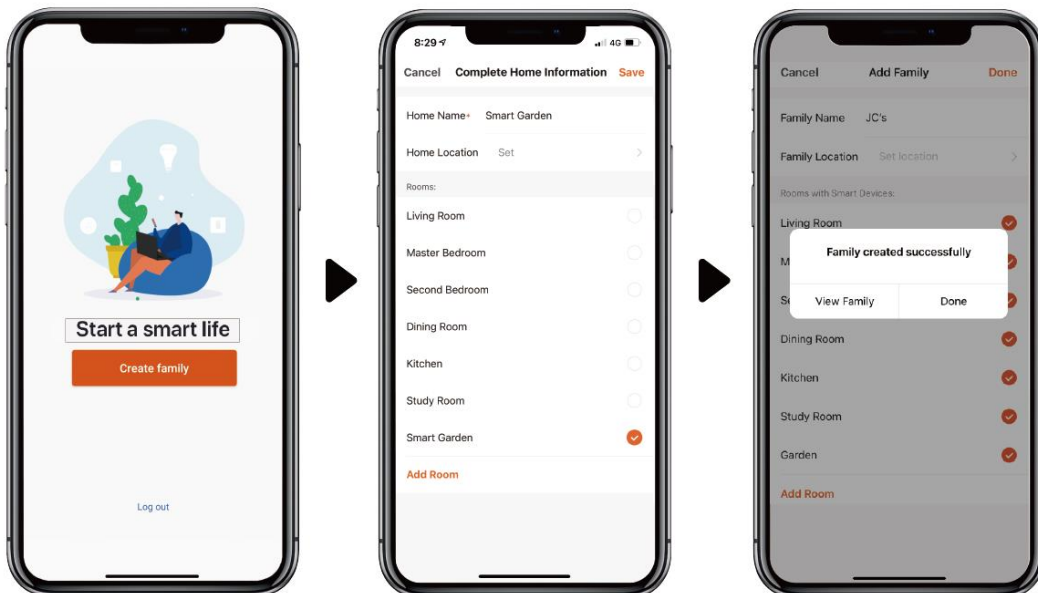 Start a smart life
Create family
Log out
8:29
4G
Cancel Complete Home Information Save
Home Name* Smart Garden
Home Location Set
Rooms:
Living Room
Master Bedroom
Second Bedroom
Dining Room
Kitchen
Study Room
Smart Garden
Add Room
Cancel Add Family Done
Family Name JC's
Family Location Set location
Rooms with Smart Devices:
Living Room
M
Family created successfully
Se
View Family Done
Dining Room
Kitchen
Study Room
Garden
Add Room